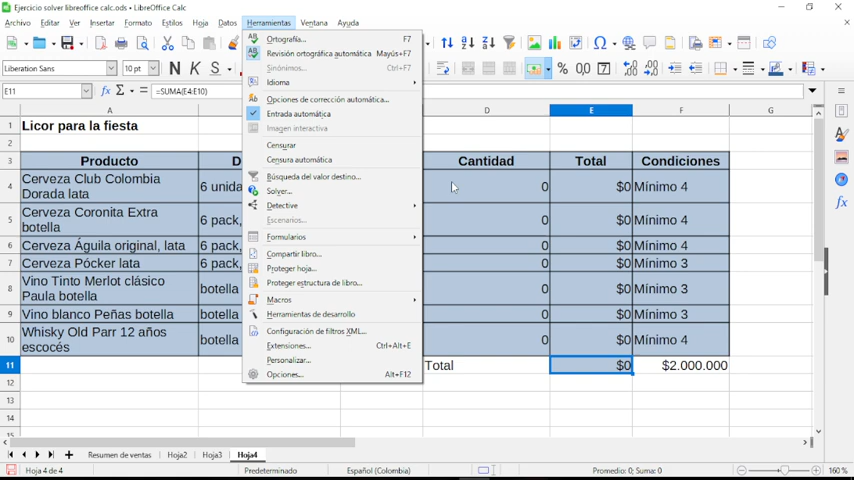 Ejercicio solver libreoffice calc.ods • LibreOffice Calc
Archivo Editar Ver Insertar Formato Estilos Hoja Datos Herramientas Ventana Ayuda
Liberation Sans 10 pt N K S
E11 fx Σ = =SUMA(E4:E10)
Ortografía... F7
Revisión ortográfica automática Mayús+F7
Sinónimos... Ctrl+F7
Idioma
Opciones de corrección automática...
Entrada automática
Imagen interactiva
Censurar
Censura automática
Búsqueda del valor destino...
Solver...
Detective
Escenarios...
Formularios
Compartir libro...
Proteger hoja...
Proteger estructura de libro...
Macros
Herramientas de desarrollo
Configuración de filtros XML...
Extensiones... Ctrl+Alt+E
Personalizar...
Opciones... Alt+F12
A D E F G
1 Licor para la fiesta
2
3 Producto D Cantidad Total Condiciones
4 Cerveza Club Colombia Dorada lata 6 unida 0 $0 Mínimo 4
5 Cerveza Coronita Extra botella 6 pack, 0 $0 Mínimo 4
6 Cerveza Águila original, lata 6 pack, 0 $0 Mínimo 4
7 Cerveza Pócker lata 6 pack, 0 $0 Mínimo 3
8 Vino Tinto Merlot clásico Paula botella botella 0 $0 Mínimo 3
9 Vino blanco Peñas botella botella 0 $0 Mínimo 3
10 Whisky Old Parr 12 años escocés botella 0 $0 Mínimo 4
11 Total $0 $2.000.000
12
13
14
15
Resumen de ventas Hoja2 Hoja3 Hoja4
Hoja 4 de 4 Predeterminado Español (Colombia) Promedio: 0; Suma: 0 160 %